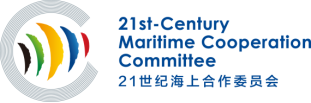 21st-Century
Maritime Cooperation
Committee
21世纪海上合作委员会